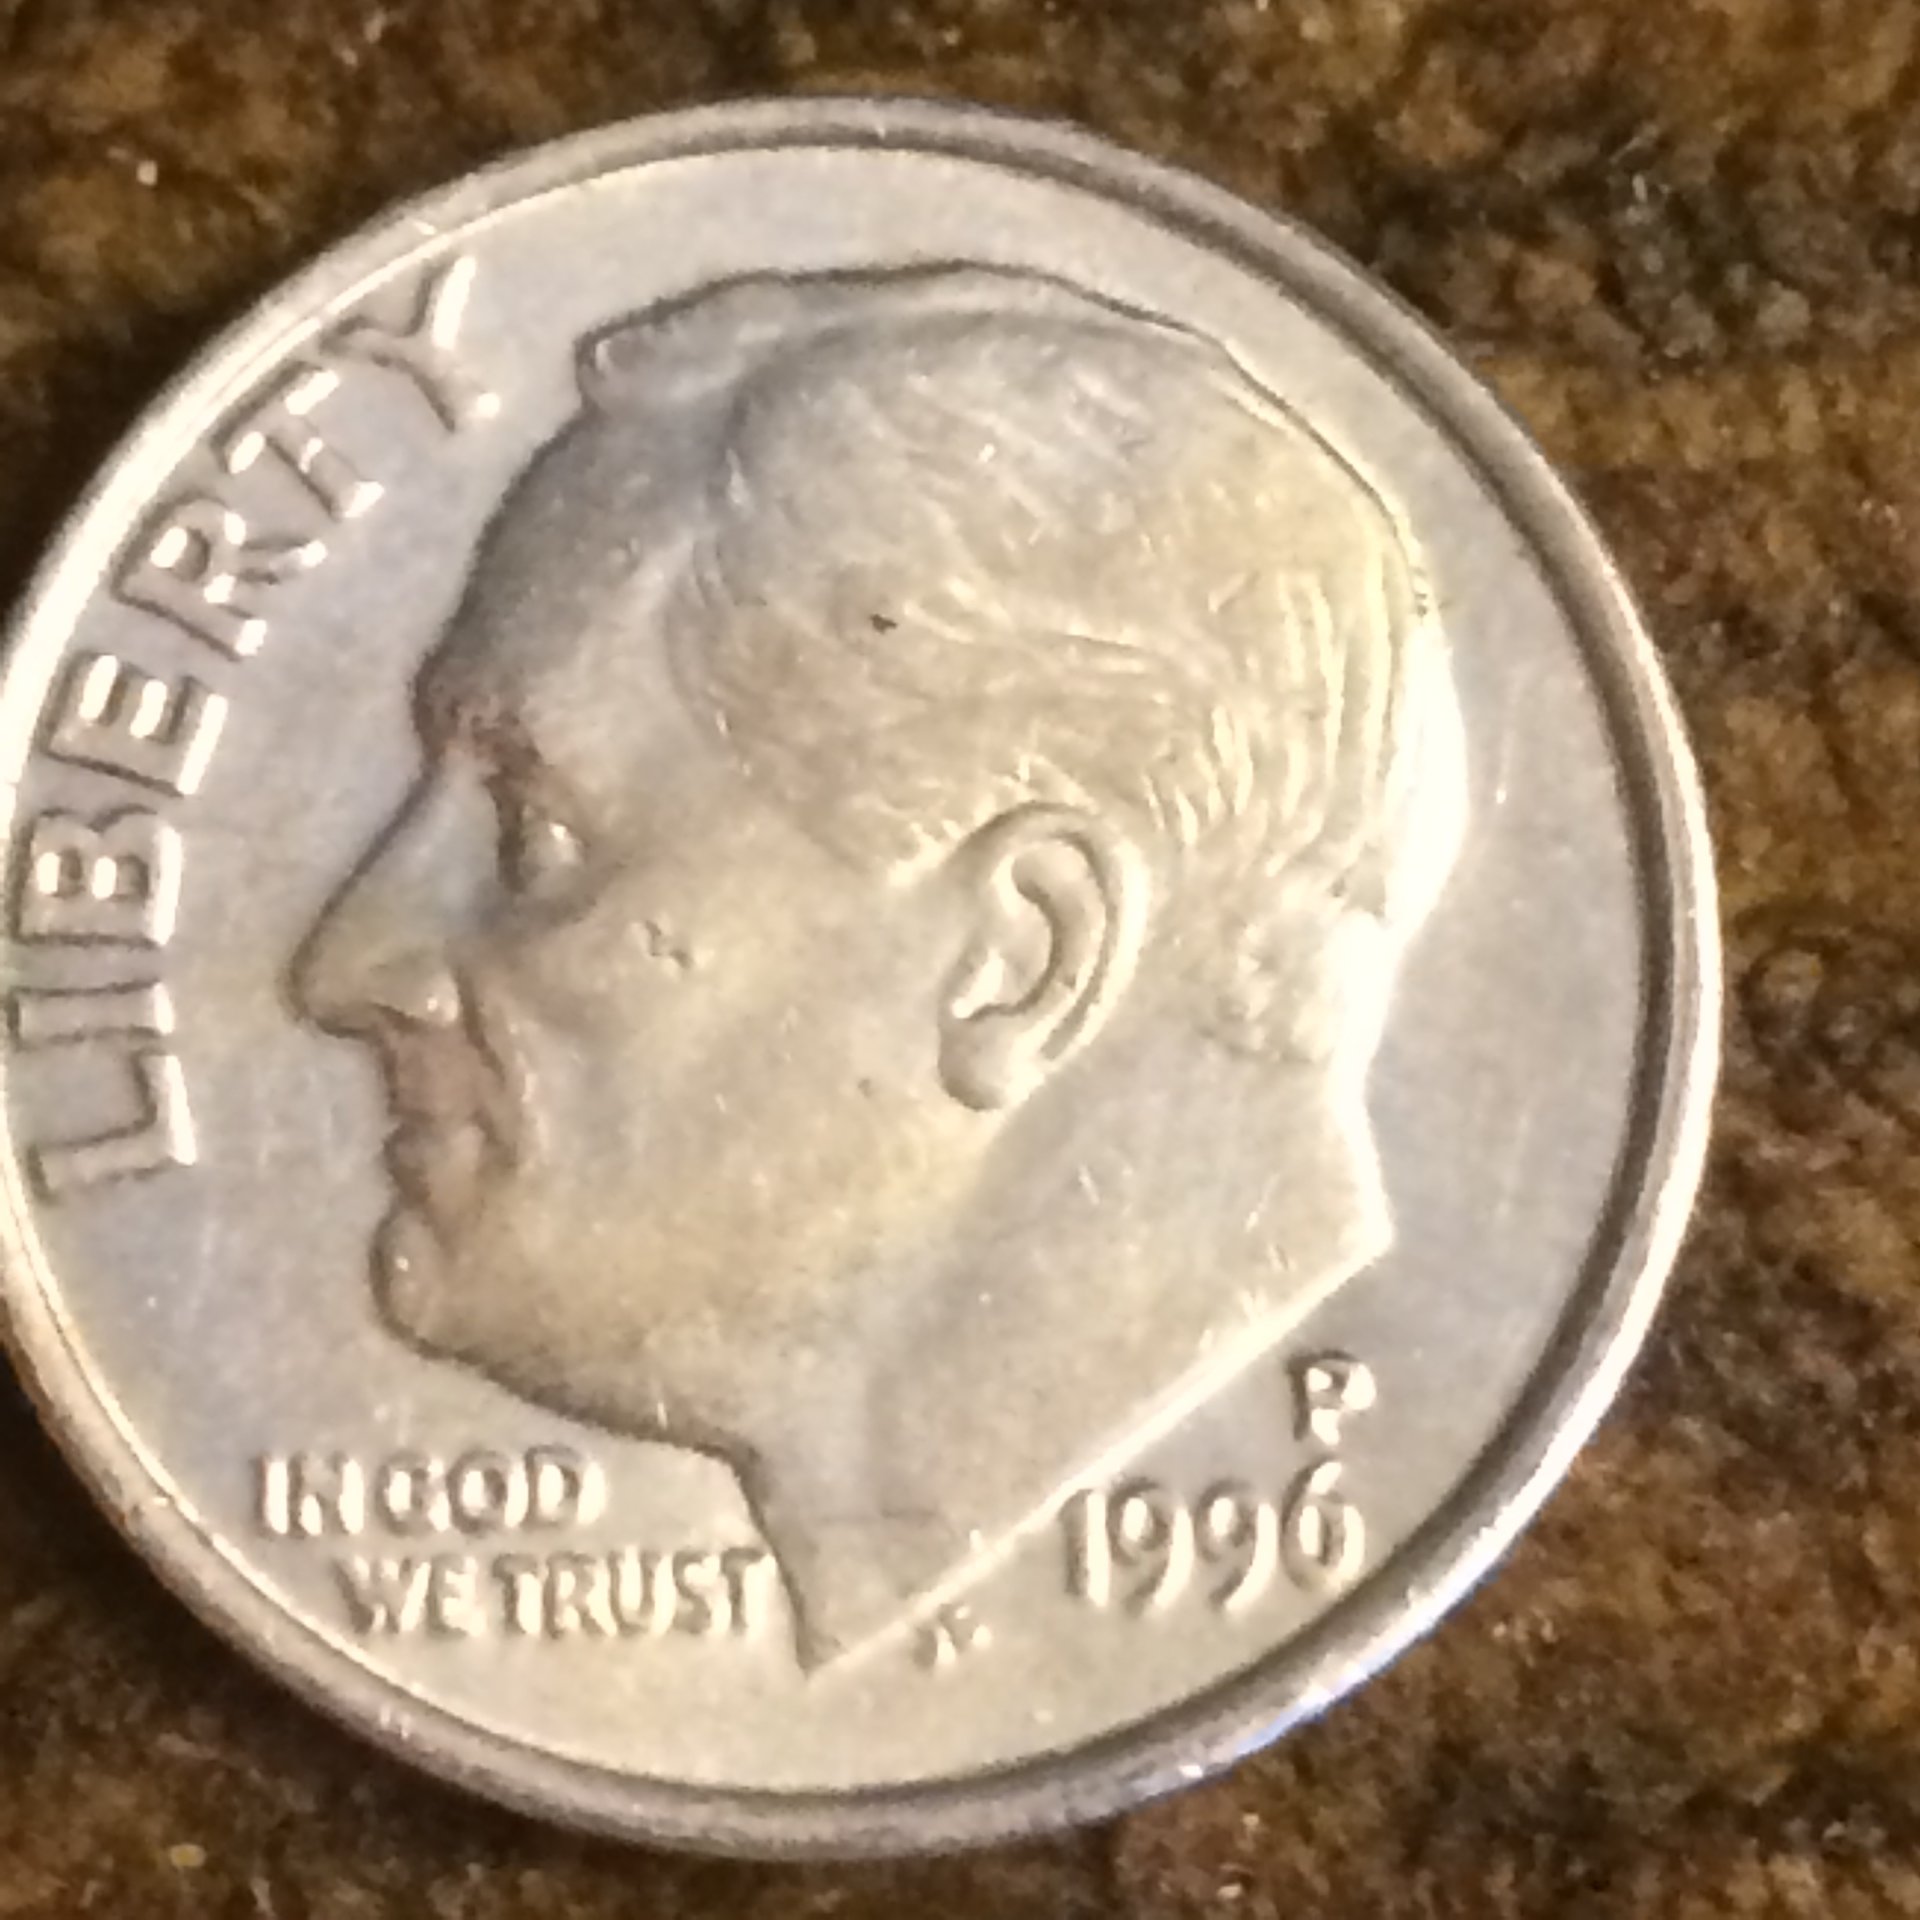 LIBERTY
IN GOD
WE TRUST
P
1996